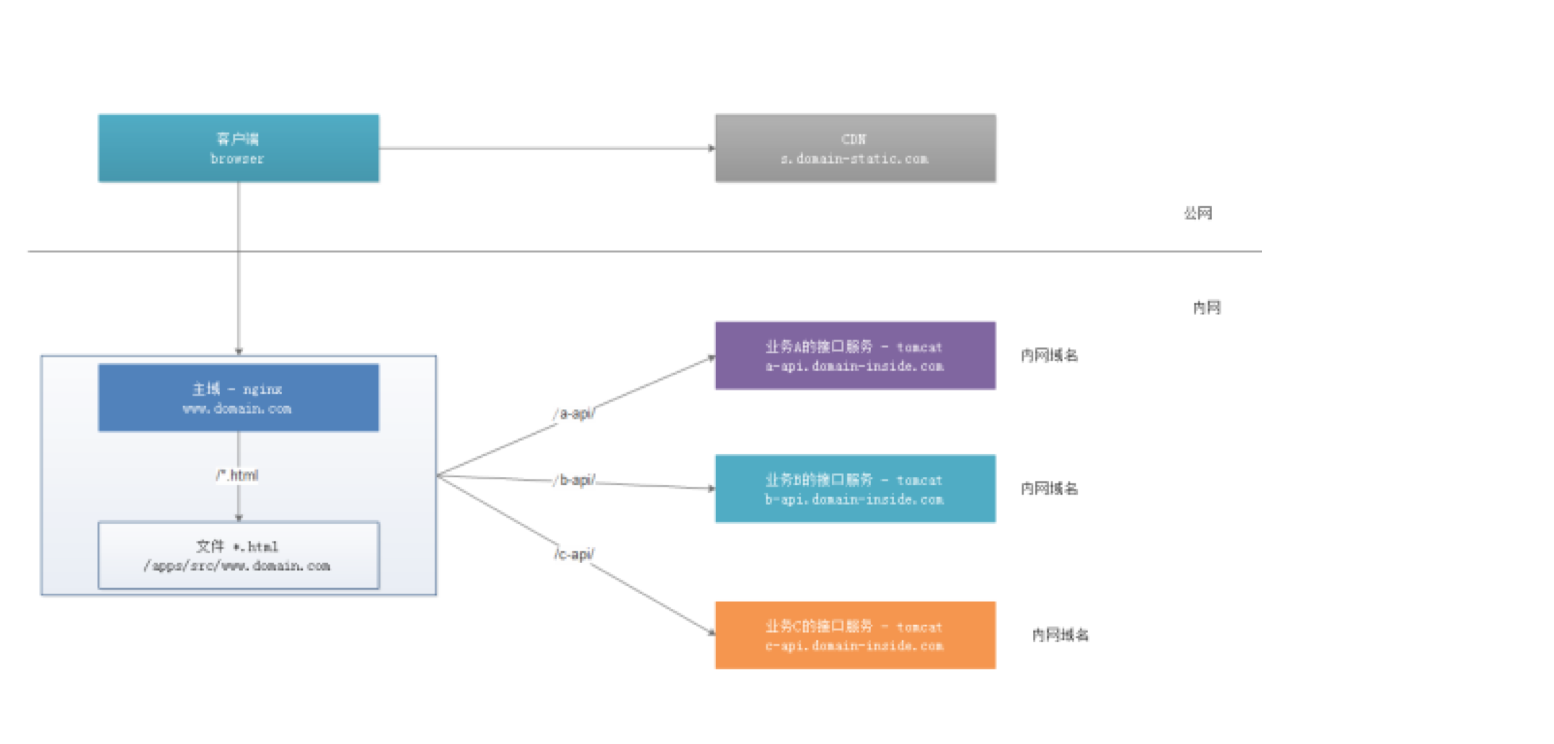 客户端
browser
CDN
s.domain-static.com
公网
内网
主域 - nginx
www.domain.com
/*.html
文件 *.html
/apps/src/www.domain.com
/a-api/
/b-api/
/c-api/
业务A的接口服务 - tomcat
a-api.domain-inside.com
内网域名
业务B的接口服务 - tomcat
b-api.domain-inside.com
内网域名
业务C的接口服务 - tomcat
c-api.domain-inside.com
内网域名